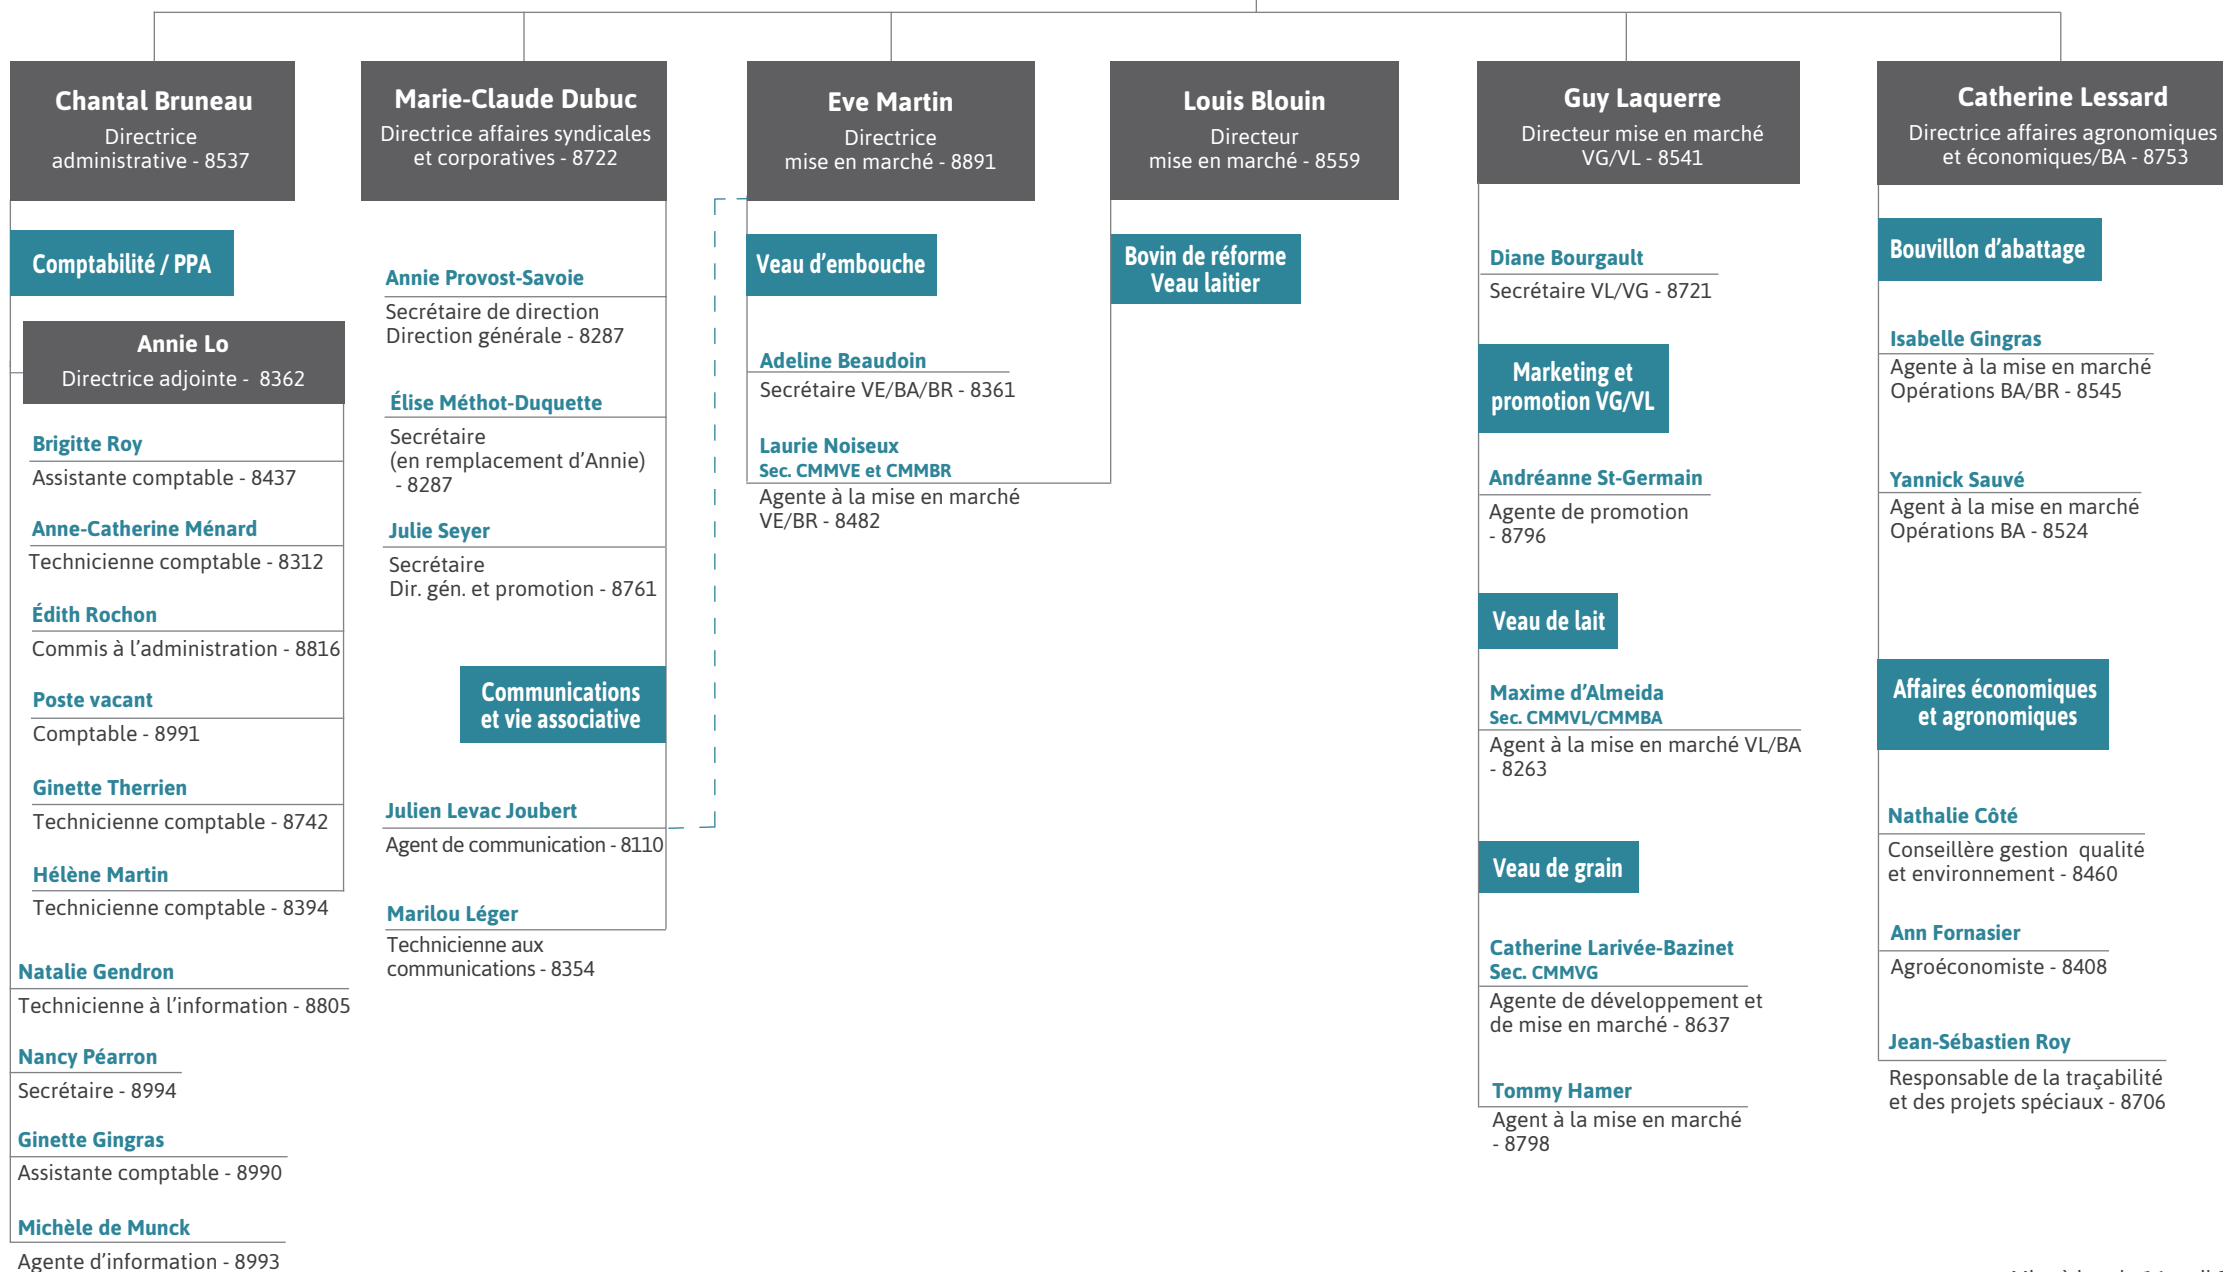 Chantal Bruneau
Directrice
administrative - 8537
Comptabilité / PPA
Annie Lo
Directrice adjointe - 8362
Brigitte Roy
Assistante comptable - 8437
Anne-Catherine Ménard
Technicienne comptable - 8312
Édith Rochon
Commis à l’administration - 8816
Poste vacant
Comptable - 8991
Ginette Therrien
Technicienne comptable - 8742
Hélène Martin
Technicienne comptable - 8394
Natalie Gendron
Technicienne à l’information - 8805
Nancy Péarron
Secrétaire - 8994
Ginette Gingras
Assistante comptable - 8990
Michèle de Munck
Agente d’information - 8993
Marie-Claude Dubuc
Directrice affaires syndicales
et corporatives - 8722
Annie Provost-Savoie
Secrétaire de direction
Direction générale - 8287
Élise Méthot-Duquette
Secrétaire
(en remplacement d’Annie)
- 8287
Julie Seyer
Secrétaire
Dir. gén. et promotion - 8761
Communications
et vie associative
Julien Levac Joubert
Agent de communication - 8110
Marilou Léger
Technicienne aux
communications - 8354
Eve Martin
Directrice
mise en marché - 8891
Veau d’embouche
Adeline Beaudoin
Secrétaire VE/BA/BR - 8361
Laurie Noiseux
Sec. CMMVE et CMMBR
Agente à la mise en marché
VE/BR - 8482
Louis Blouin
Directeur
mise en marché - 8559
Bovin de réforme
Veau laitier
Guy Laquerre
Directeur mise en marché
VG/VL - 8541
Diane Bourgault
Secrétaire VL/VG - 8721
Marketing et
promotion VG/VL
Andréanne St-Germain
Agente de promotion
- 8796
Veau de lait
Maxime d’Almeida
Sec. CMMVL/CMMBA
Agent à la mise en marché VL/BA
- 8263
Veau de grain
Catherine Larivée-Bazinet
Sec. CMMVG
Agente de développement et
de mise en marché - 8637
Tommy Hamer
Agent à la mise en marché
- 8798
Catherine Lessard
Directrice affaires agronomiques
et économiques/BA - 8753
Bouvillon d’abattage
Isabelle Gingras
Agente à la mise en marché
Opérations BA/BR - 8545
Yannick Sauvé
Agent à la mise en marché
Opérations BA - 8524
Affaires économiques
et agronomiques
Nathalie Côté
Conseillère gestion qualité
et environnement - 8460
Ann Fornasier
Agroéconomiste - 8408
Jean-Sébastien Roy
Responsable de la traçabilité
et des projets spéciaux - 8706